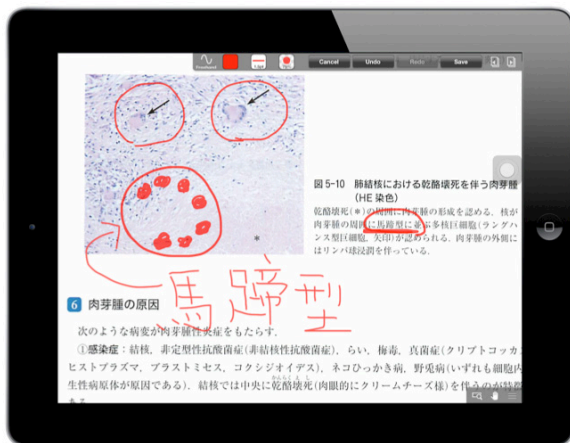 Cancel
Undo
Redo
Save
図5-10 肺結核における乾酪壊死を伴う肉芽腫
(HE染色)
乾酪壊死(*)の周囲に肉芽腫の形成を認める. 核が
肉芽腫の周囲に馬蹄型に並ぶ多核巨細胞(ラングハ
ンス型巨細胞, 矢印)が認められる. 肉芽腫の外側に
はリンパ球浸潤を伴っている.
*
馬蹄型
6 肉芽腫の原因
次のような病変が肉芽腫性炎症をもたらす.
①感染症:結核, 非定型性抗酸菌症(非結核性抗酸菌症), らい, 梅毒, 真菌症(クリプトコッカ
ヒストプラズマ, ブラストミセス, コクシジオイデス), ネコひっかき病, 野兎病(いずれも細胞内
生性病原体が原因である). 結核では中央に乾酪壊死(肉眼的にクリームチーズ様)を伴うのが特徴